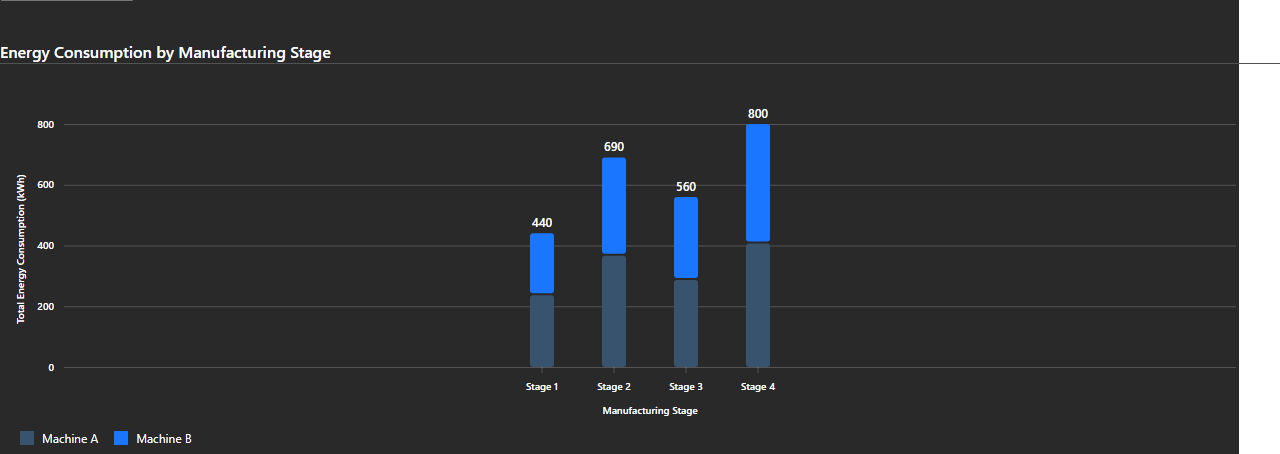 Energy Consumption by Manufacturing Stage
Total Energy Consumption (kWh)
800
600
400
200
0
440
690
560
800
Stage 1
Stage 2
Stage 3
Stage 4
Manufacturing Stage
Machine A
Machine B